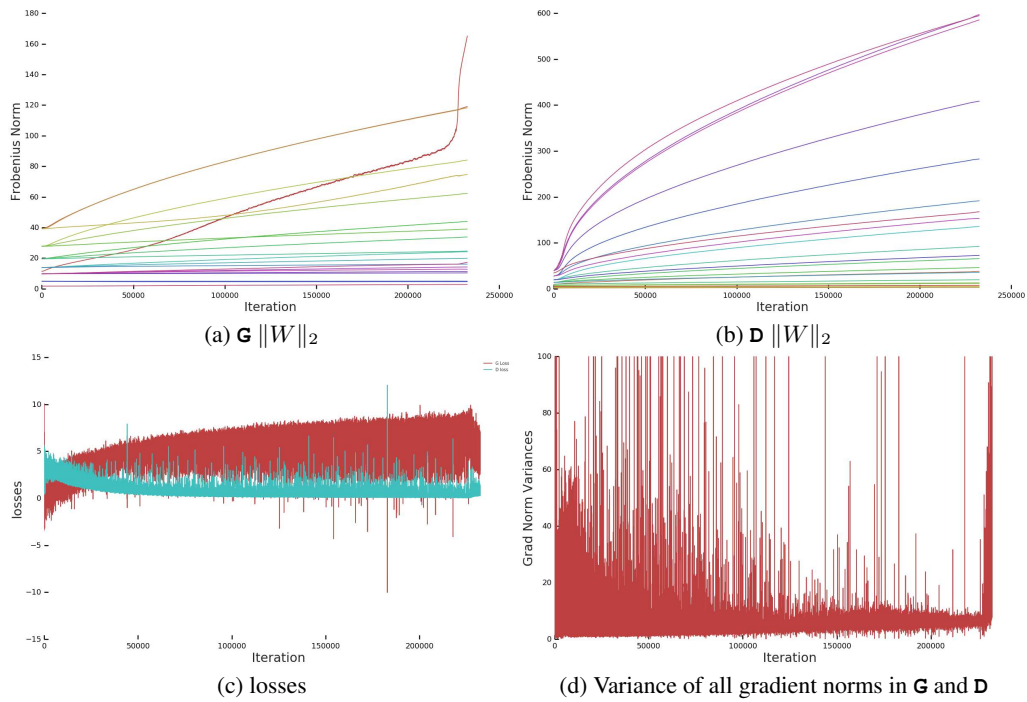 180
160
140
120
100
80
60
40
20
0
Frobenius Norm
0 50000 100000 150000 200000 250000
Iteration
(a) G ‖W‖₂
600
500
400
300
200
100
0
Frobenius Norm
0 50000 100000 150000 200000 250000
Iteration
(b) D ‖W‖₂
15
10
5
0
−5
−10
−15
losses
G Loss
D loss
50000 100000 150000 200000
Iteration
(c) losses
100
80
60
40
20
0
Grad Norm Variances
50000 100000 150000 200000
Iteration
(d) Variance of all gradient norms in G and D